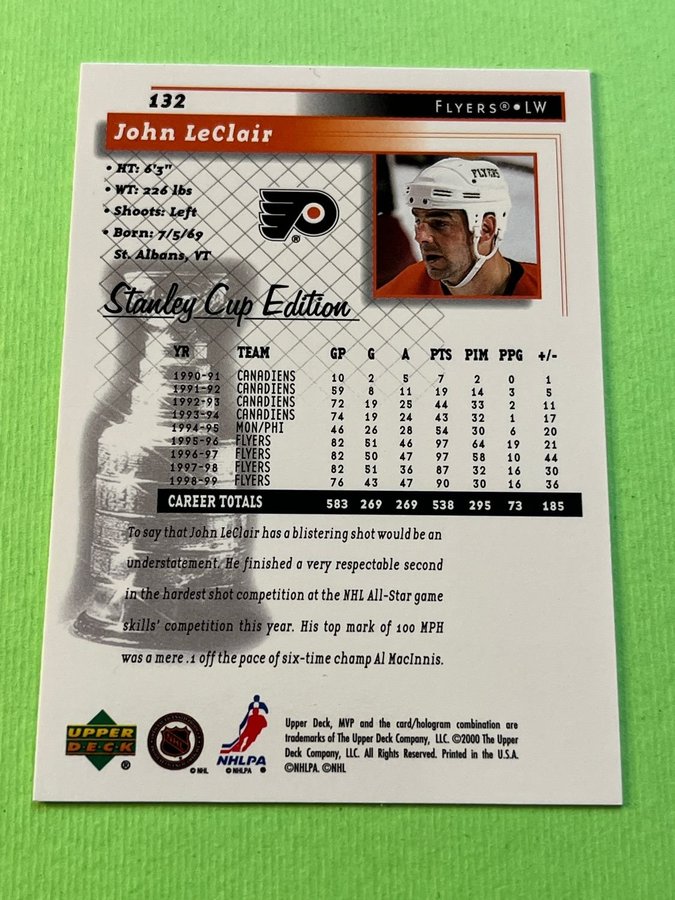 132
FLYERS® • LW
John LeClair
• HT: 6'3"
• WT: 226 lbs
• Shoots: Left
• Born: 7/5/69
St. Albans, VT
FLYERS
®
Stanley Cup Edition
YR TEAM GP G A PTS PIM PPG +/-
1990-91 CANADIENS 10 2 5 7 2 0 1
1991-92 CANADIENS 59 8 11 19 14 3 5
1992-93 CANADIENS 72 19 25 44 33 2 11
1993-94 CANADIENS 74 19 24 43 32 1 17
1994-95 MON/PHI 46 26 28 54 30 6 20
1995-96 FLYERS 82 51 46 97 64 19 21
1996-97 FLYERS 82 50 47 97 58 10 44
1997-98 FLYERS 82 51 36 87 32 16 30
1998-99 FLYERS 76 43 47 90 30 16 36
CAREER TOTALS 583 269 269 538 295 73 185
To say that John LeClair has a blistering shot would be an
understatement. He finished a very respectable second
in the hardest shot competition at the NHL All-Star game
skills' competition this year. His top mark of 100 MPH
was a mere .1 off the pace of six-time champ Al MacInnis.
UPPER
DECK
®
NHL
© NHL
NHLPA
© NHLPA ®
Upper Deck, MVP and the card/hologram combination are
trademarks of The Upper Deck Company, LLC. ©2000 The Upper
Deck Company, LLC. All Rights Reserved. Printed in the U.S.A.
©NHLPA. ©NHL